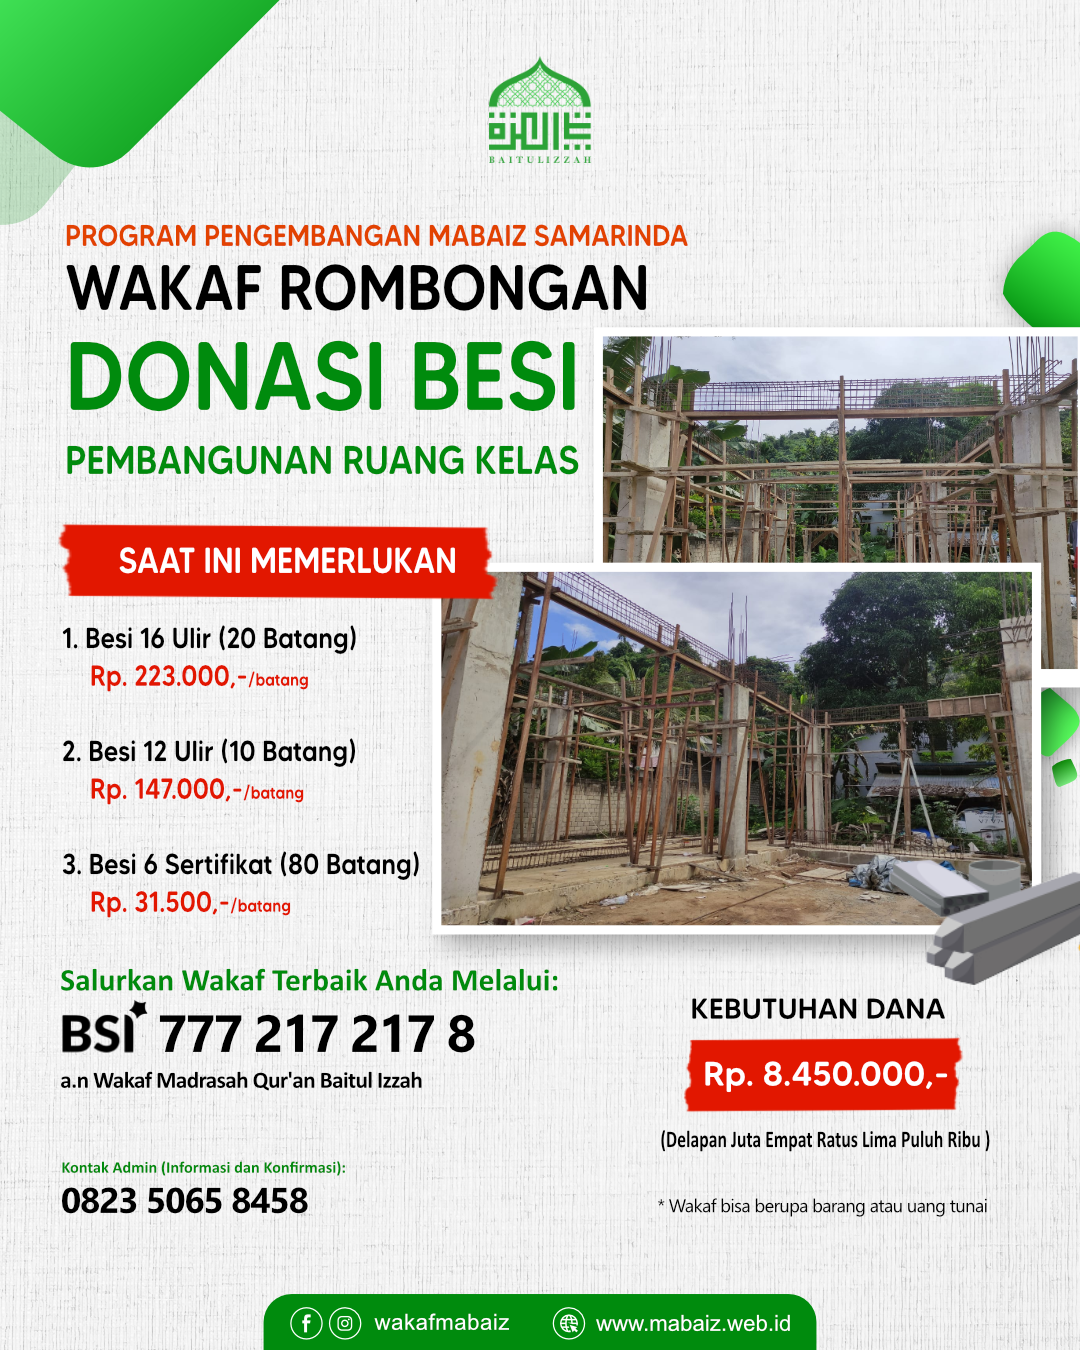 بيت العزة
BAITULIZZAH
PROGRAM PENGEMBANGAN MABAIZ SAMARINDA
WAKAF ROMBONGAN
DONASI BESI
PEMBANGUNAN RUANG KELAS
SAAT INI MEMERLUKAN
1. Besi 16 Ulir (20 Batang)
Rp. 223.000,-/batang
2. Besi 12 Ulir (10 Batang)
Rp. 147.000,-/batang
3. Besi 6 Sertifikat (80 Batang)
Rp. 31.500,-/batang
Salurkan Wakaf Terbaik Anda Melalui:
BSI 777 217 217 8
a.n Wakaf Madrasah Qur'an Baitul Izzah
Kontak Admin (Informasi dan Konfirmasi):
0823 5065 8458
KEBUTUHAN DANA
Rp. 8.450.000,-
(Delapan Juta Empat Ratus Lima Puluh Ribu )
* Wakaf bisa berupa barang atau uang tunai
wakafmabaiz
www.mabaiz.web.id